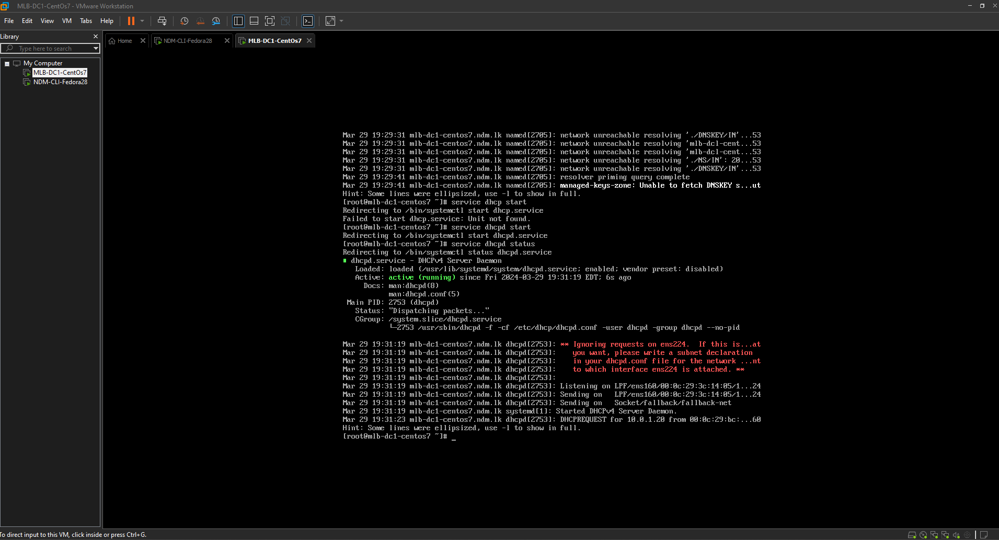 MLB-DC1-CentOs7 - VMware Workstation
File Edit View VM Tabs Help
Library
Type here to search
My Computer
MLB-DC1-CentOs7
NDM-CLI-Fedora28
Home NDM-CLI-Fedora28 MLB-DC1-CentOs7
Mar 29 19:29:31 mlb-dc1-centos7.ndm.lk named[2705]: network unreachable resolving './DNSKEY/IN'...53
Mar 29 19:29:31 mlb-dc1-centos7.ndm.lk named[2705]: network unreachable resolving 'mlb-dc1-cent...53
Mar 29 19:29:31 mlb-dc1-centos7.ndm.lk named[2705]: network unreachable resolving 'mlb-dc1-cent...53
Mar 29 19:29:31 mlb-dc1-centos7.ndm.lk named[2705]: network unreachable resolving './NS/IN': 20...53
Mar 29 19:29:31 mlb-dc1-centos7.ndm.lk named[2705]: network unreachable resolving './DNSKEY/IN'...53
Mar 29 19:29:41 mlb-dc1-centos7.ndm.lk named[2705]: resolver priming query complete
Mar 29 19:29:41 mlb-dc1-centos7.ndm.lk named[2705]: managed-keys-zone: Unable to fetch DNSKEY s...ut
Hint: Some lines were ellipsized, use -l to show in full.
[root@mlb-dc1-centos7 ~]# service dhcp start
Redirecting to /bin/systemctl start dhcp.service
Failed to start dhcp.service: Unit not found.
[root@mlb-dc1-centos7 ~]# service dhcpd start
Redirecting to /bin/systemctl start dhcpd.service
[root@mlb-dc1-centos7 ~]# service dhcpd status
Redirecting to /bin/systemctl status dhcpd.service
dhcpd.service - DHCPv4 Server Daemon
Loaded: loaded (/usr/lib/systemd/system/dhcpd.service; enabled; vendor preset: disabled)
Active: active (running) since Fri 2024-03-29 19:31:19 EDT; 6s ago
Docs: man:dhcpd(8)
man:dhcpd.conf(5)
Main PID: 2753 (dhcpd)
Status: "Dispatching packets..."
CGroup: /system.slice/dhcpd.service
└─2753 /usr/sbin/dhcpd -f -cf /etc/dhcp/dhcpd.conf -user dhcpd -group dhcpd --no-pid
Mar 29 19:31:19 mlb-dc1-centos7.ndm.lk dhcpd[2753]: ** Ignoring requests on ens224.  If this is...at
Mar 29 19:31:19 mlb-dc1-centos7.ndm.lk dhcpd[2753]:    you want, please write a subnet declaration
Mar 29 19:31:19 mlb-dc1-centos7.ndm.lk dhcpd[2753]:    in your dhcpd.conf file for the network ...nt
Mar 29 19:31:19 mlb-dc1-centos7.ndm.lk dhcpd[2753]:    to which interface ens224 is attached. **
Mar 29 19:31:19 mlb-dc1-centos7.ndm.lk dhcpd[2753]:
Mar 29 19:31:19 mlb-dc1-centos7.ndm.lk dhcpd[2753]: Listening on LPF/ens160/00:0c:29:3c:14:05/1...24
Mar 29 19:31:19 mlb-dc1-centos7.ndm.lk dhcpd[2753]: Sending on   LPF/ens160/00:0c:29:3c:14:05/1...24
Mar 29 19:31:19 mlb-dc1-centos7.ndm.lk dhcpd[2753]: Sending on   Socket/fallback/fallback-net
Mar 29 19:31:19 mlb-dc1-centos7.ndm.lk systemd[1]: Started DHCPv4 Server Daemon.
Mar 29 19:31:23 mlb-dc1-centos7.ndm.lk dhcpd[2753]: DHCPREQUEST for 10.0.1.20 from 00:0c:29:bc:...60
Hint: Some lines were ellipsized, use -l to show in full.
[root@mlb-dc1-centos7 ~]# _
To direct input to this VM, click inside or press Ctrl+G.